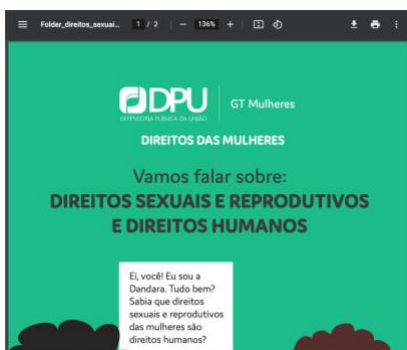 Folder_direitos_sexuai... 1 / 2 136%
DPU GT Mulheres
DEFENSORIA PÚBLICA DA UNIÃO
DIREITOS DAS MULHERES
Vamos falar sobre:
DIREITOS SEXUAIS E REPRODUTIVOS
E DIREITOS HUMANOS
Ei, você! Eu sou a
Dandara. Tudo bem?
Sabia que direitos
sexuais e reprodutivos
das mulheres são
direitos humanos?